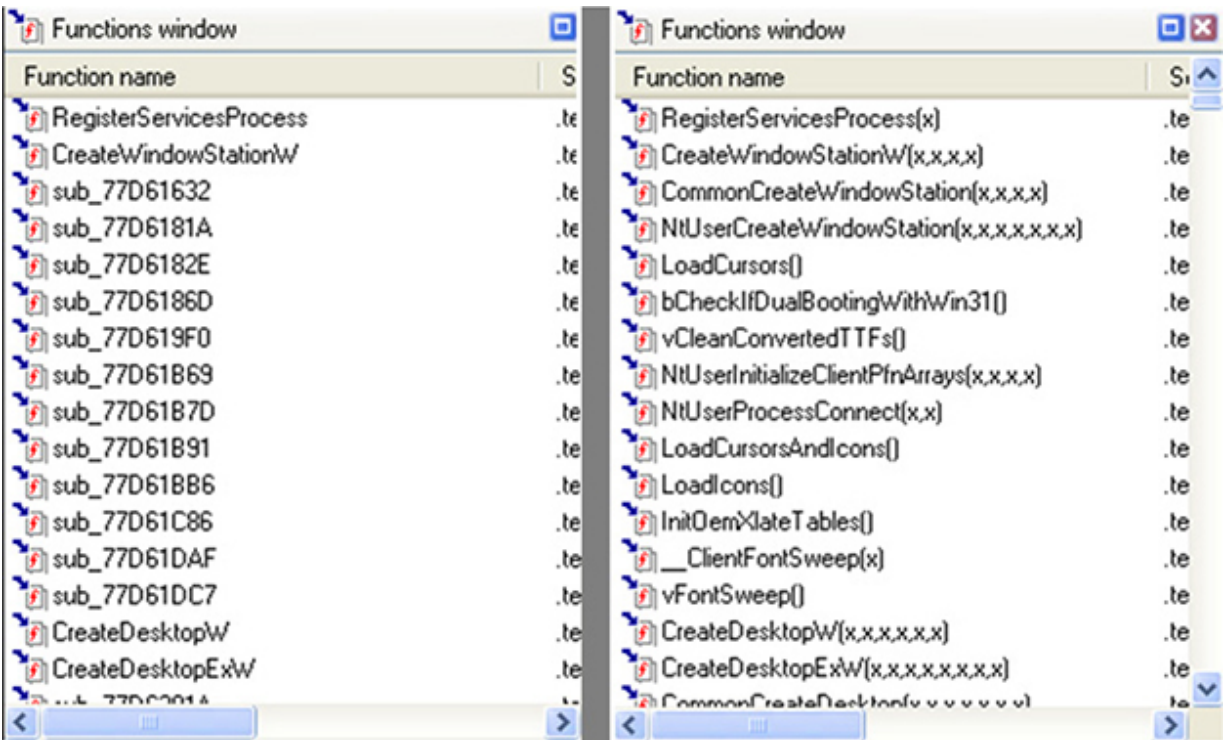 Functions window
Function name S
RegisterServicesProcess .te
CreateWindowStationW .te
sub_77D61632 .te
sub_77D6181A .te
sub_77D6182E .te
sub_77D6186D .te
sub_77D619F0 .te
sub_77D61B69 .te
sub_77D61B7D .te
sub_77D61B91 .te
sub_77D61BB6 .te
sub_77D61C86 .te
sub_77D61DAF .te
sub_77D61DC7 .te
CreateDesktopW .te
CreateDesktopExW .te
Functions window
Function name
RegisterServicesProcess(x) .te
CreateWindowStationW(x,x,x,x) .te
CommonCreateWindowStation(x,x,x,x) .te
NtUserCreateWindowStation(x,x,x,x,x,x,x) .te
LoadCursors() .te
bCheckIfDualBootingWithWin31() .te
vCleanConvertedTTFs() .te
NtUserInitializeClientPfnArrays(x,x,x,x) .te
NtUserProcessConnect(x,x) .te
LoadCursorsAndIcons() .te
LoadIcons() .te
InitOemXlateTables() .te
__ClientFontSweep(x) .te
vFontSweep() .te
CreateDesktopW(x,x,x,x,x,x) .te
CreateDesktopExW(x,x,x,x,x,x,x,x) .te